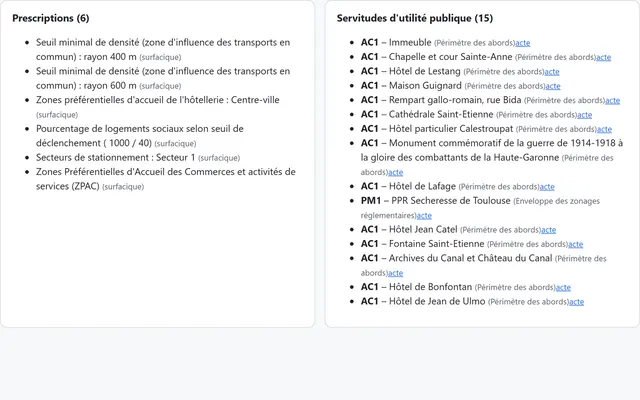 Prescriptions (6)
Seuil minimal de densité (zone d'influence des transports en
commun) : rayon 400 m (surfacique)
Seuil minimal de densité (zone d'influence des transports en
commun) : rayon 600 m (surfacique)
Zones préférentielles d'accueil de l'hôtellerie : Centre-ville
(surfacique)
Pourcentage de logements sociaux selon seuil de
déclenchement ( 1000 / 40) (surfacique)
Secteurs de stationnement : Secteur 1 (surfacique)
Zones Préférentielles d'Accueil des Commerces et activités de
services (ZPAC) (surfacique)
Servitudes d'utilité publique (15)
AC1 – Immeuble (Périmètre des abords)acte
AC1 – Chapelle et cour Sainte-Anne (Périmètre des abords)acte
AC1 – Hôtel de Lestang (Périmètre des abords)acte
AC1 – Maison Guignard (Périmètre des abords)acte
AC1 – Rempart gallo-romain, rue Bida (Périmètre des abords)acte
AC1 – Cathédrale Saint-Etienne (Périmètre des abords)acte
AC1 – Hôtel particulier Calestroupat (Périmètre des abords)acte
AC1 – Monument commémoratif de la guerre de 1914-1918 à
la gloire des combattants de la Haute-Garonne (Périmètre des
abords)acte
AC1 – Hôtel de Lafage (Périmètre des abords)acte
PM1 – PPR Secheresse de Toulouse (Enveloppe des zonages
réglementaires)acte
AC1 – Hôtel Jean Catel (Périmètre des abords)acte
AC1 – Fontaine Saint-Etienne (Périmètre des abords)acte
AC1 – Archives du Canal et Château du Canal (Périmètre des
abords)acte
AC1 – Hôtel de Bonfontan (Périmètre des abords)acte
AC1 – Hôtel de Jean de Ulmo (Périmètre des abords)acte